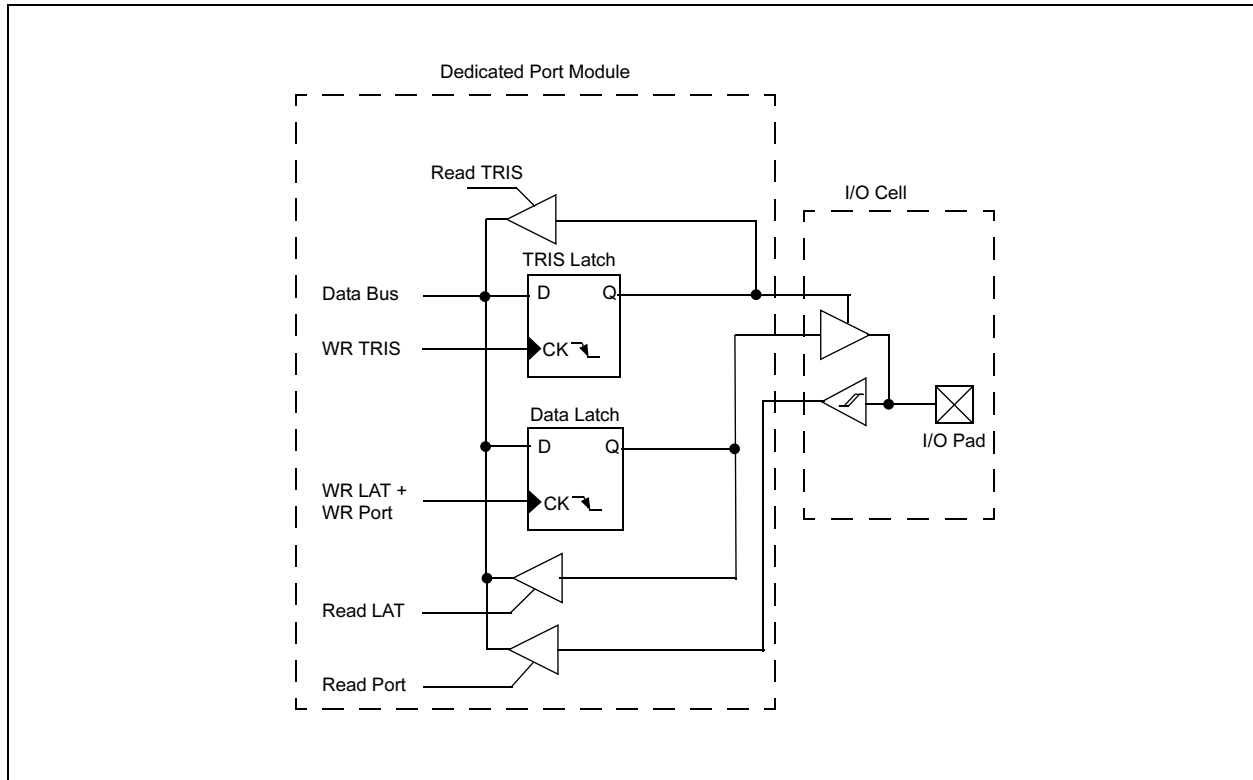 Dedicated Port Module
Read TRIS
I/O Cell
TRIS Latch
Data Bus
D
Q
WR TRIS
CK
Data Latch
D
Q
I/O Pad
WR LAT +
WR Port
CK
Read LAT
Read Port